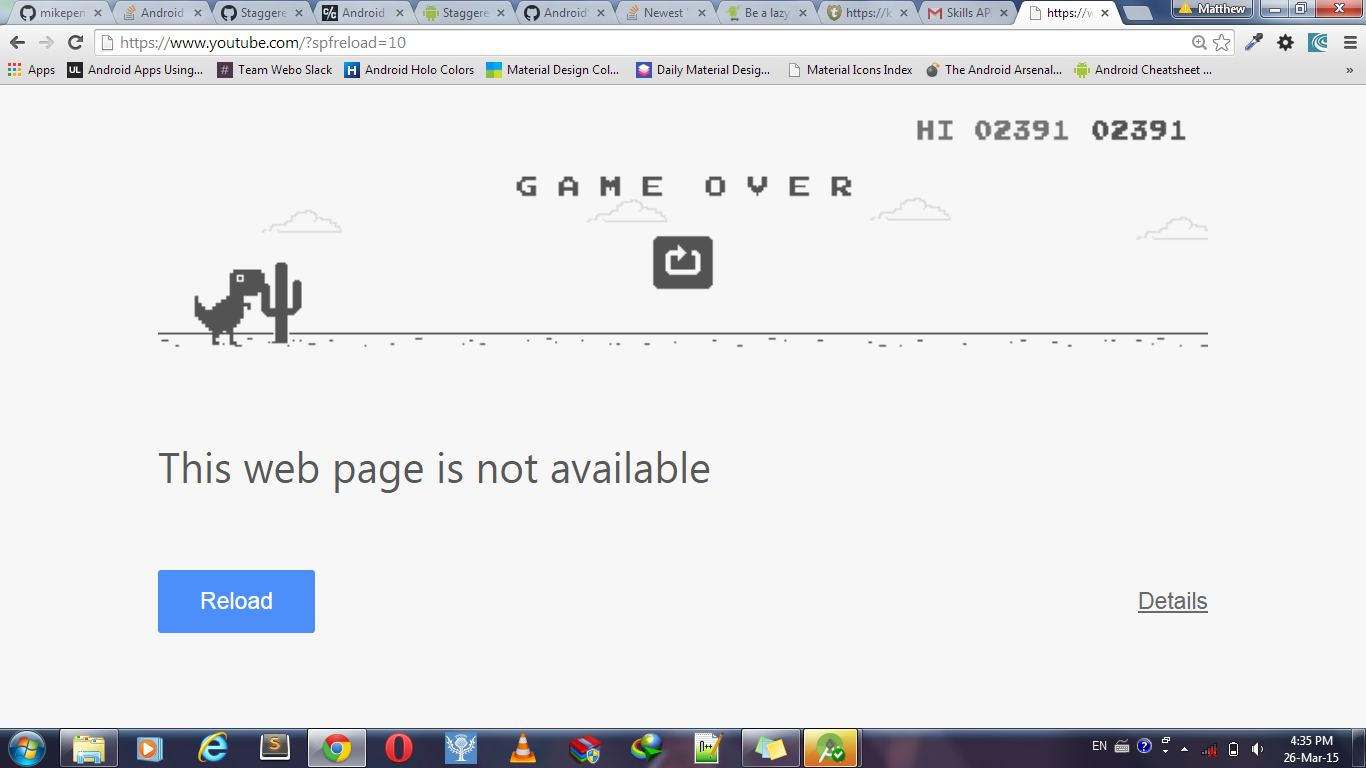 mikepen
Android
Staggere
Android
Staggere
Android
Newest
Be a lazy
https://k
Skills AP
https://w
Matthew
https://www.youtube.com/?spfreload=10
Apps
UL
Android Apps Using...
#
Team Webo Slack
H
Android Holo Colors
Material Design Col...
Daily Material Desig...
Material Icons Index
The Android Arsenal...
Android Cheatsheet ...
»
HI 02391 02391
GAME OVER
This web page is not available
Reload
Details
EN
4:35 PM
26-Mar-15